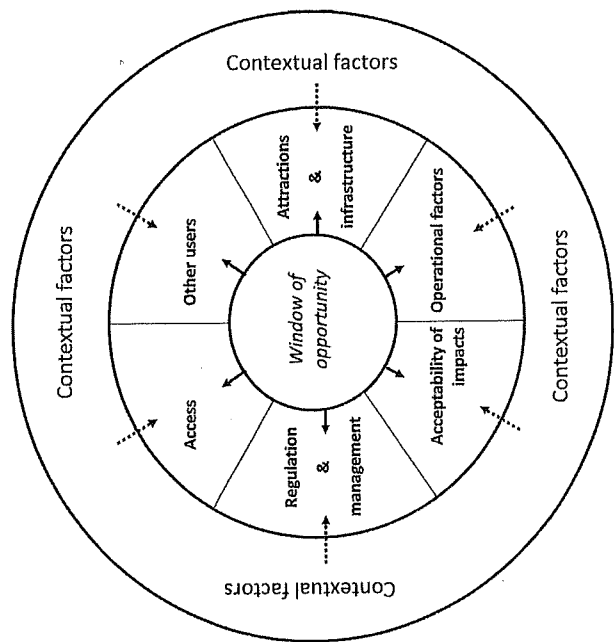 Contextual factors
Access
Other users
Contextual factors
Regulation
&
management
Window of
opportunity
Attractions
&
infrastructure
Contextual factors
Acceptability of
impacts
Operational factors
Contextual factors